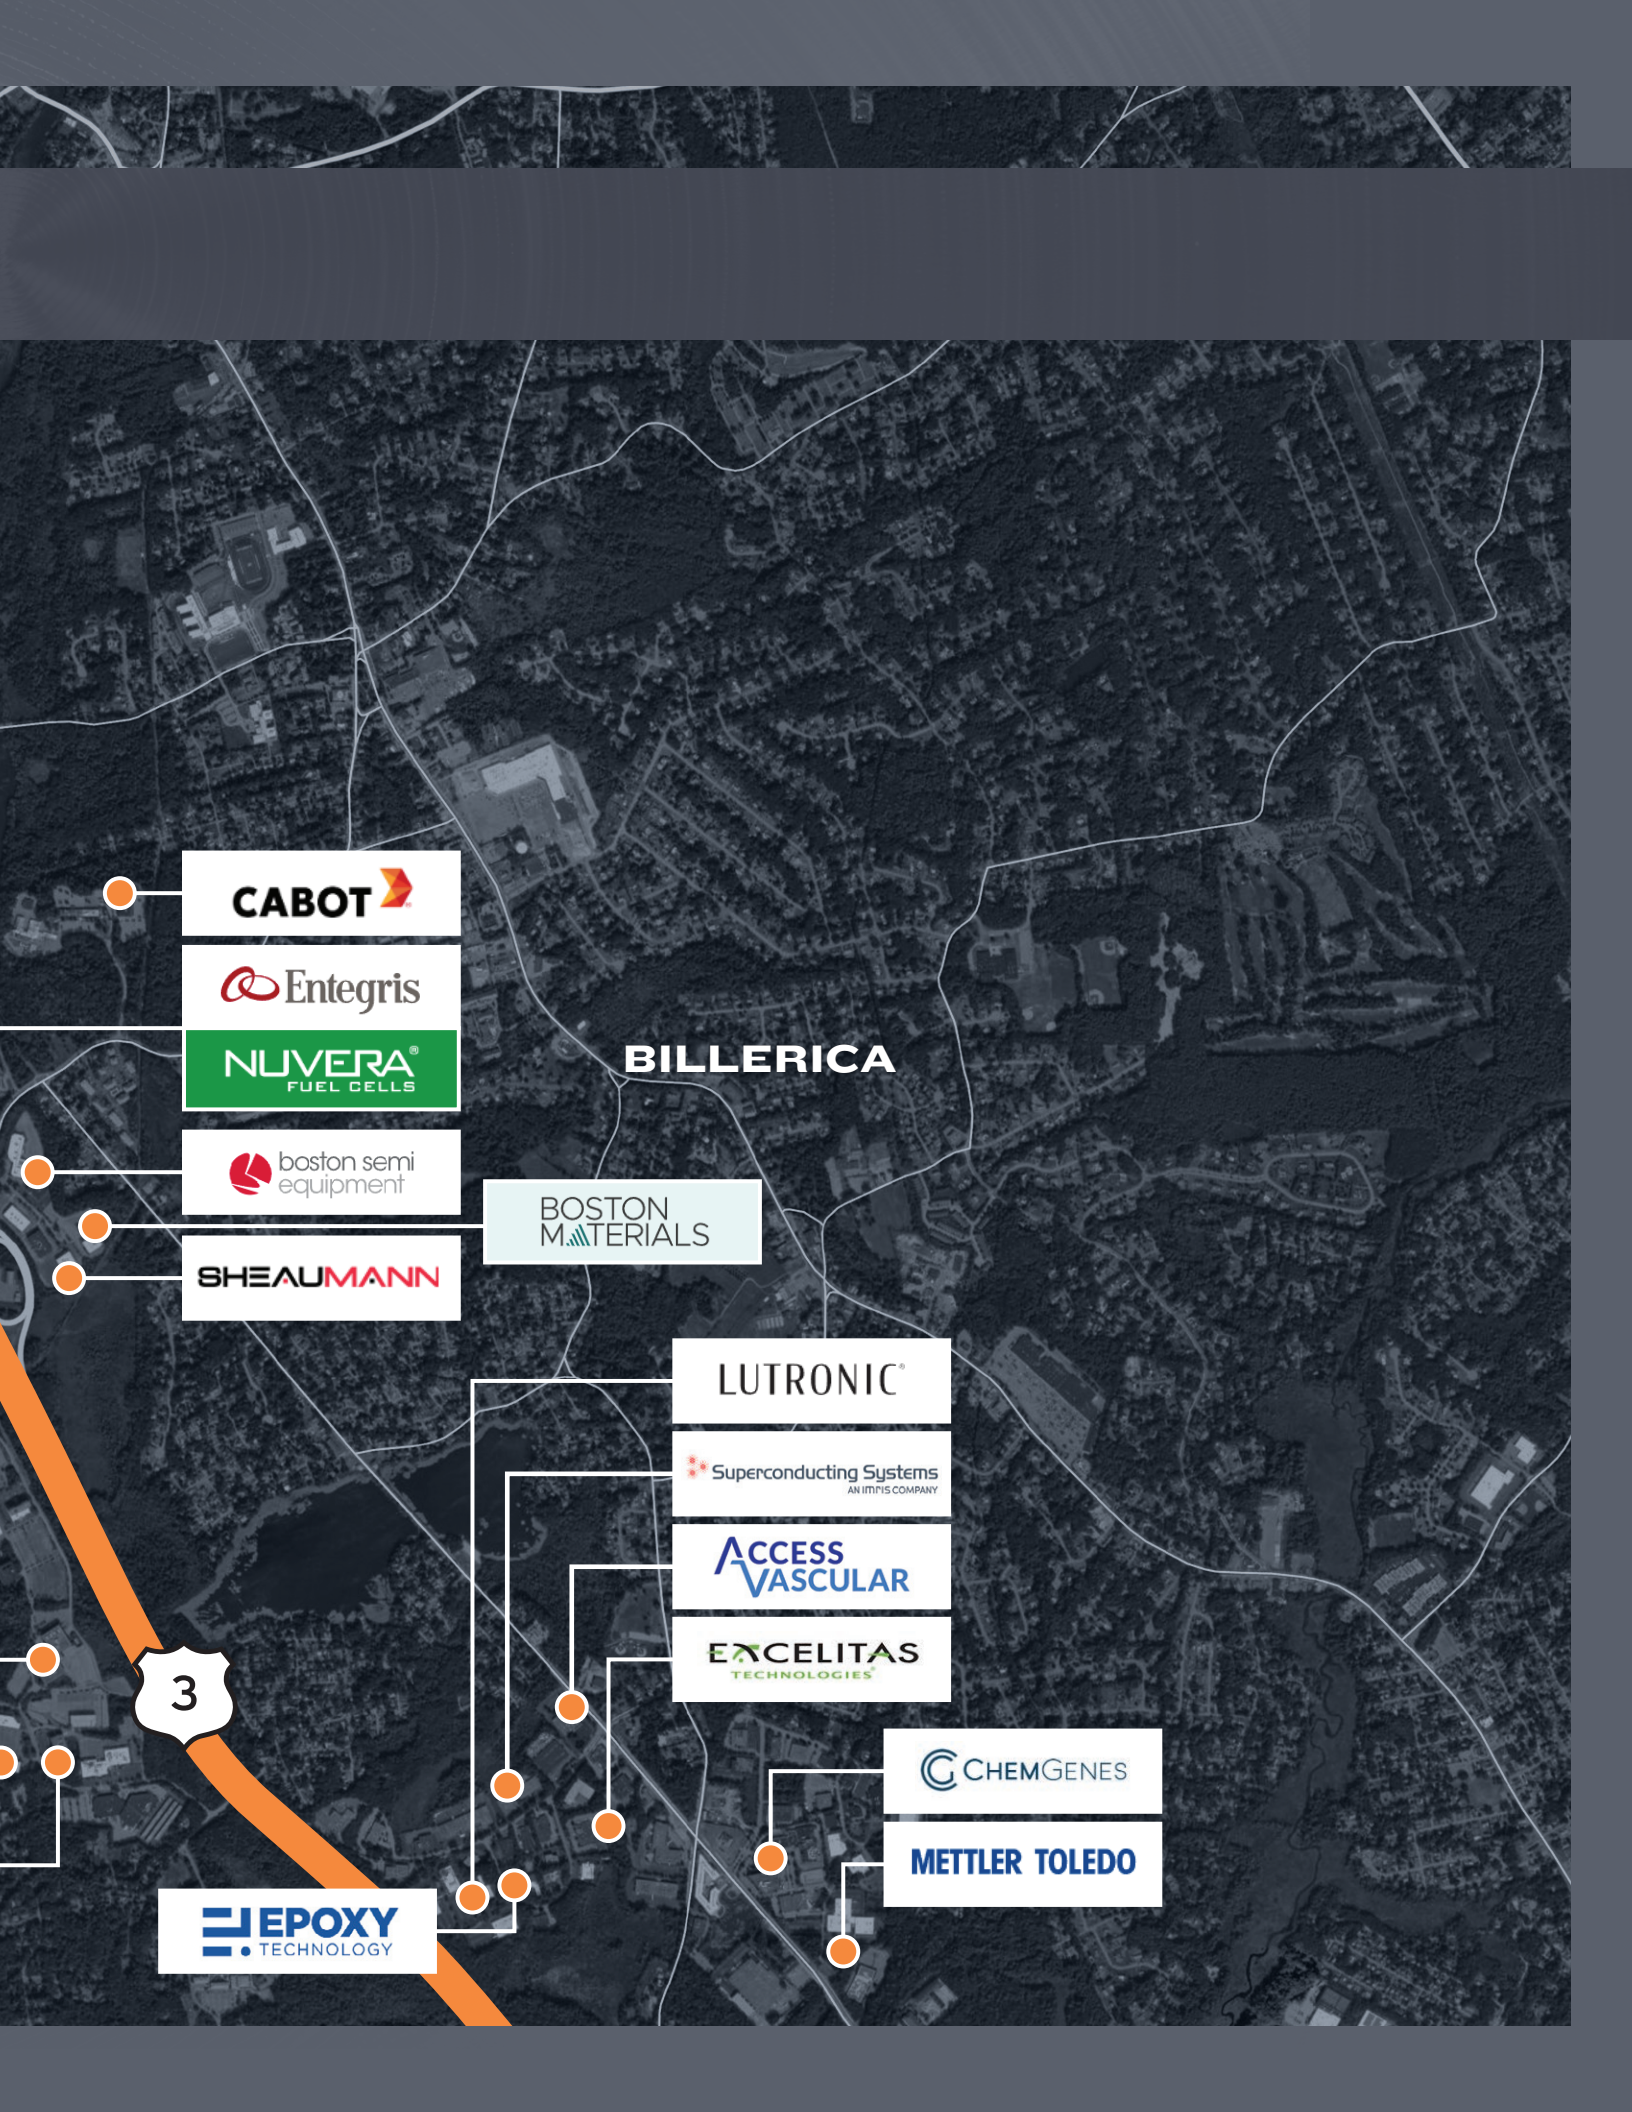 CABOT
Entegris
NUVERA®
FUEL CELLS
BILLERICA
boston semi
equipment
BOSTON
MATERIALS
SHEAUMANN
LUTRONIC®
Superconducting Systems
AN IMRIS COMPANY
ACCESS
VASCULAR
EXCELITAS
TECHNOLOGIES®
3
CHEMGENES
METTLER TOLEDO
EPOXY
TECHNOLOGY